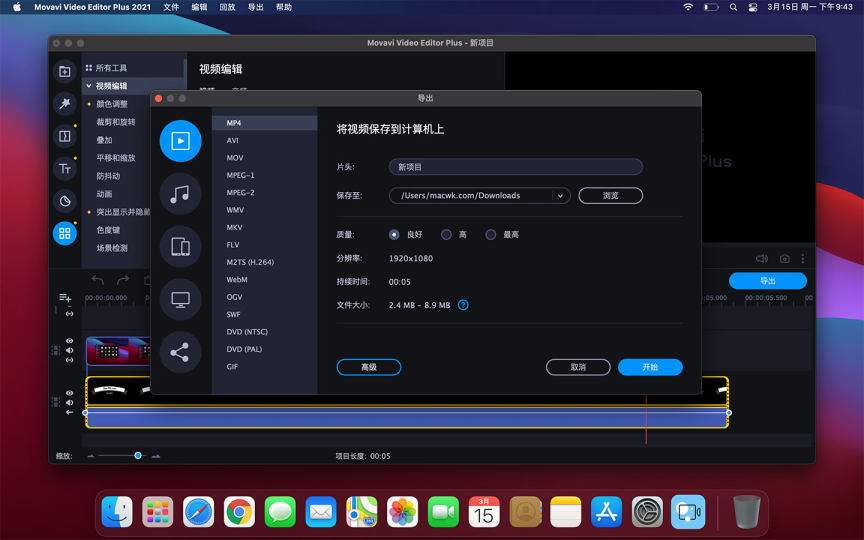 Movavi Video Editor Plus 2021 文件 编辑 回放 导出 帮助 3月15日 周一 下午9:43
Movavi Video Editor Plus - 新项目
所有工具
视频编辑
颜色调整
裁剪和旋转
叠加
平移和缩放
防抖动
动画
突出显示并隐藏
色度键
场景检测
视频编辑
导出
MP4
AVI
MOV
MPEG-1
MPEG-2
WMV
MKV
FLV
M2TS (H.264)
WebM
OGV
SWF
DVD (NTSC)
DVD (PAL)
GIF
将视频保存到计算机上
片头: 新项目
保存至: /Users/macwk.com/Downloads 浏览
质量: 良好 高 最高
分辨率: 1920x1080
持续时间: 00:05
文件大小: 2.4 MB – 8.9 MB ?
高级 取消 开始
Plus
导出
00:00:00.000 :05.000 00:00:05.500 00
缩放: 项目长度: 00:05
3月
15